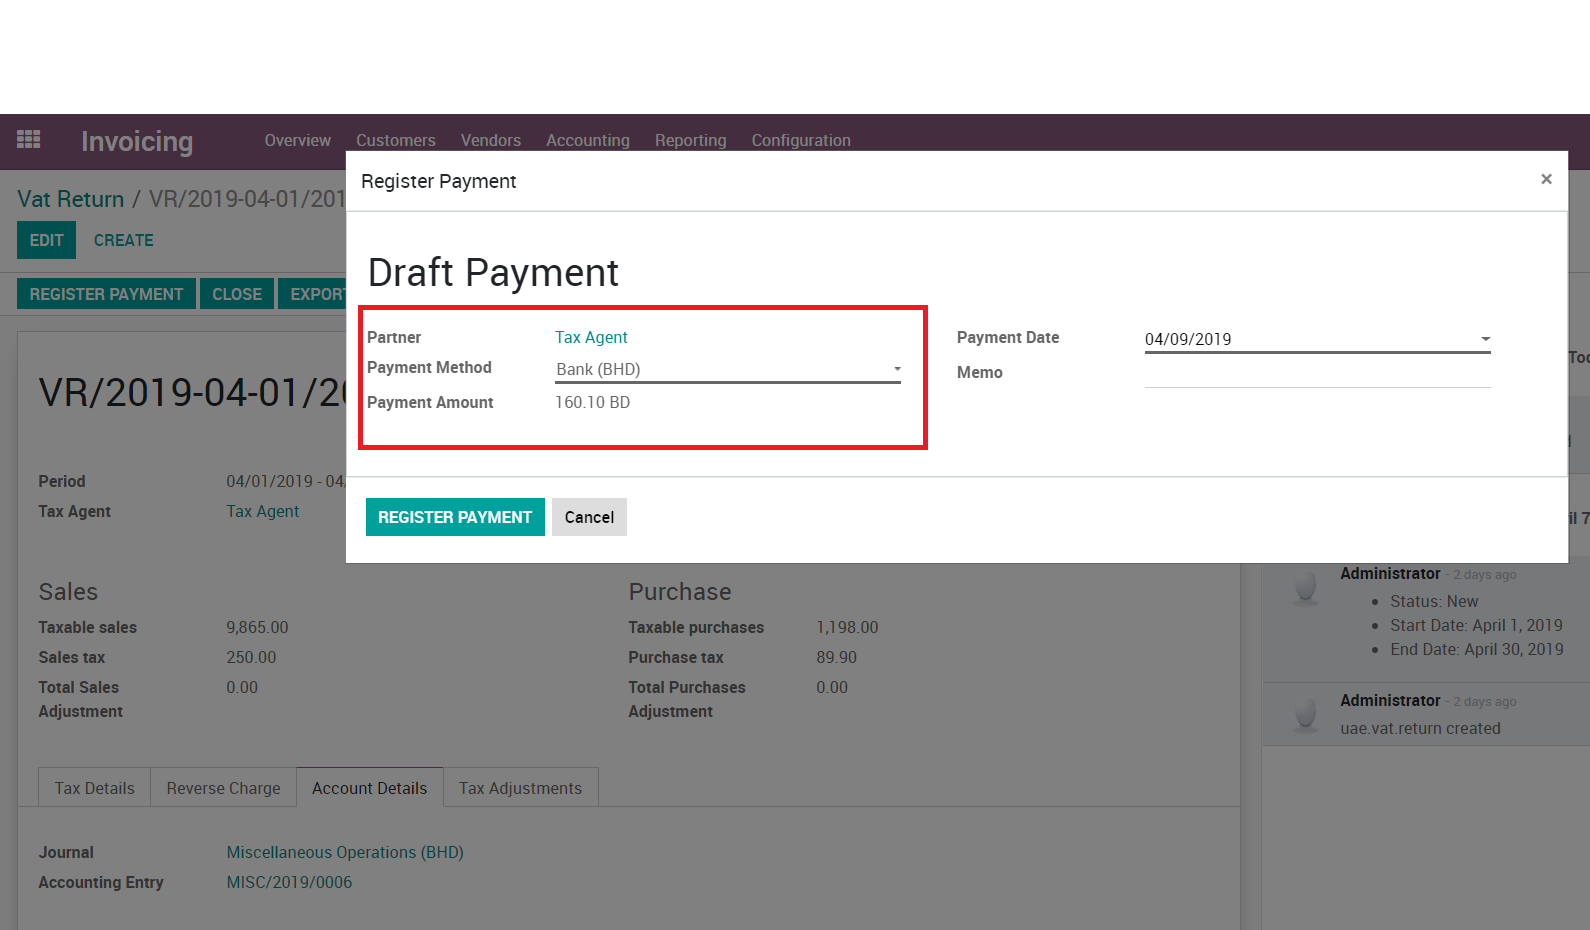 Invoicing Overview Customers Vendors Accounting Reporting Configuration
Register Payment ×
Vat Return / VR/2019-04-01/201
EDIT CREATE
Draft Payment
REGISTER PAYMENT CLOSE EXPORT
Partner Tax Agent Payment Date 04/09/2019
Payment Method Bank (BHD) Memo
Payment Amount 160.10 BD
VR/2019-04-01/20
Period 04/01/2019 - 04/
Tax Agent Tax Agent
REGISTER PAYMENT Cancel
Sales Purchase
Taxable sales 9,865.00 Taxable purchases 1,198.00
Sales tax 250.00 Purchase tax 89.90
Total Sales 0.00 Total Purchases 0.00
Adjustment Adjustment
Administrator - 2 days ago
• Status: New
• Start Date: April 1, 2019
• End Date: April 30, 2019
Administrator - 2 days ago
uae.vat.return created
Tax Details Reverse Charge Account Details Tax Adjustments
Journal Miscellaneous Operations (BHD)
Accounting Entry MISC/2019/0006